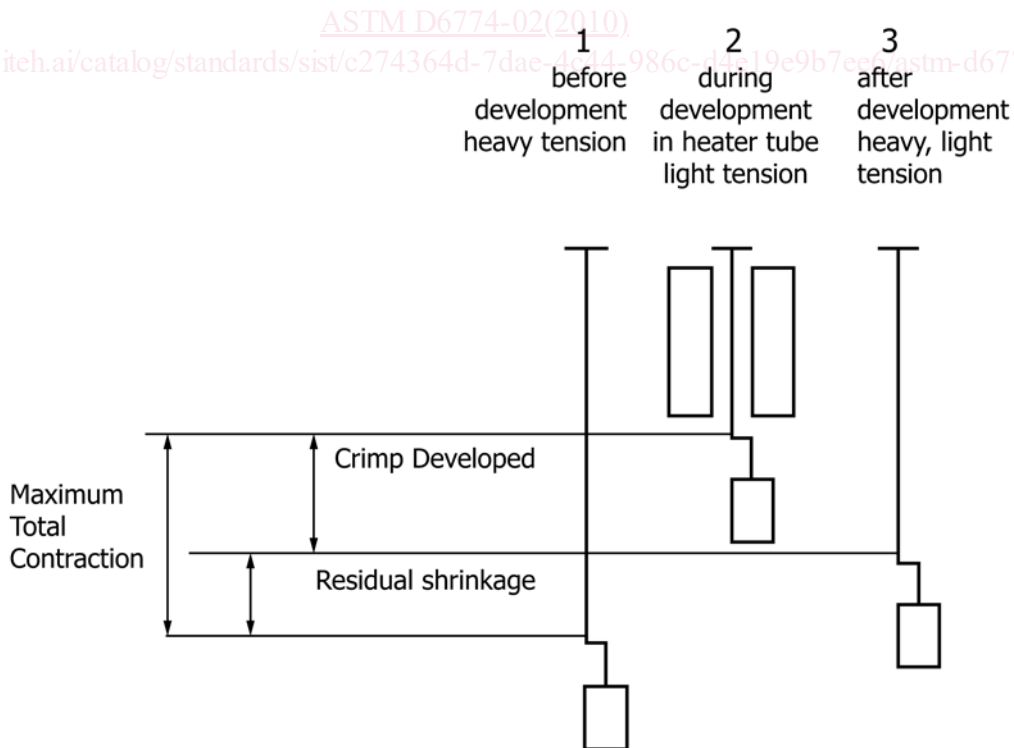 ASTM D6774-02(2010)
iteh.ai/catalog/standards/sist/c274364d-7dae-4c44-986c-d4e19e9b7ee6/astm-d67
1
before
development
heavy tension
2
during
development
in heater tube
light tension
3
after
development
heavy, light
tension
Crimp Developed
Maximum
Total
Contraction
Residual shrinkage